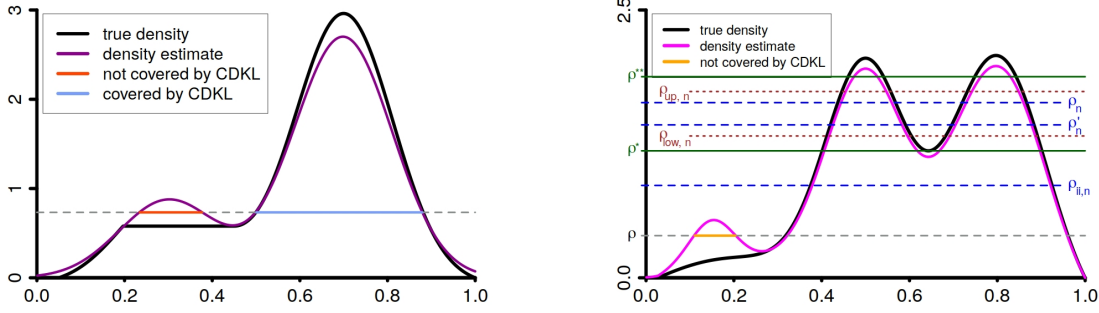 3
true density
density estimate
not covered by CDKL
covered by CDKL
2
1
0
0.0 0.2 0.4 0.6 0.8 1.0
2.5
true density
density estimate
not covered by CDKL
ρ**
ρup, n
ρn
ρn'
ρlow, n
ρ*
ρii,n
ρ
0.0
0.0 0.2 0.4 0.6 0.8 1.0